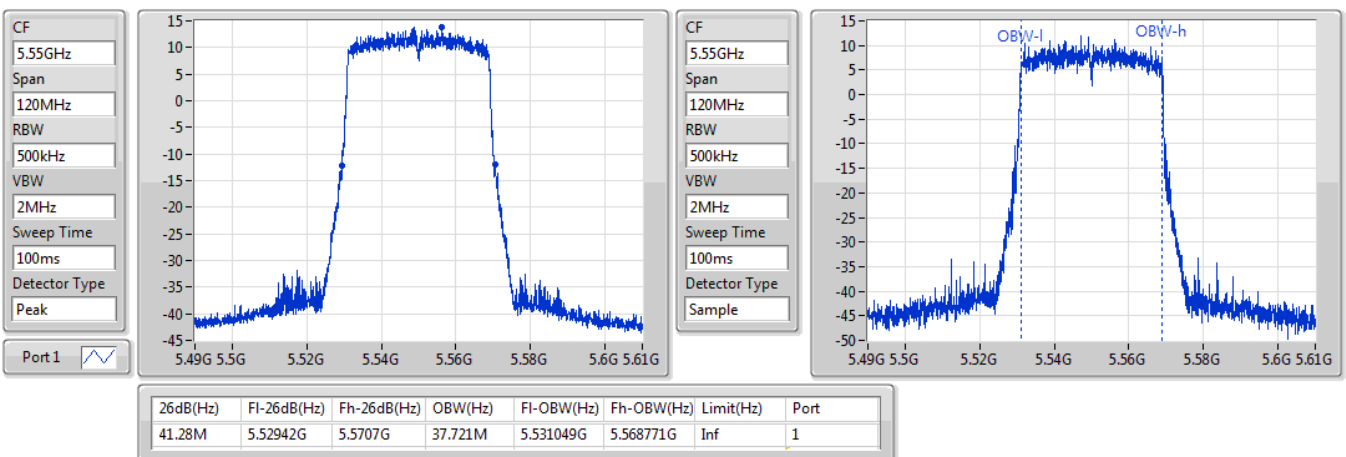 CF
5.55GHz
Span
120MHz
RBW
500kHz
VBW
2MHz
Sweep Time
100ms
Detector Type
Peak
Port 1
15
10
5
0
-5
-10
-15
-20
-25
-30
-35
-40
-45
5.49G 5.5G 5.52G 5.54G 5.56G 5.58G 5.6G 5.61G
CF
5.55GHz
Span
120MHz
RBW
500kHz
VBW
2MHz
Sweep Time
100ms
Detector Type
Sample
OBW-l OBW-h
15
10
5
0
-5
-10
-15
-20
-25
-30
-35
-40
-45
-50
5.49G 5.5G 5.52G 5.54G 5.56G 5.58G 5.6G 5.61G
26dB(Hz) Fl-26dB(Hz) Fh-26dB(Hz) OBW(Hz) Fl-OBW(Hz) Fh-OBW(Hz) Limit(Hz) Port
41.28M 5.52942G 5.5707G 37.721M 5.531049G 5.568771G Inf 1